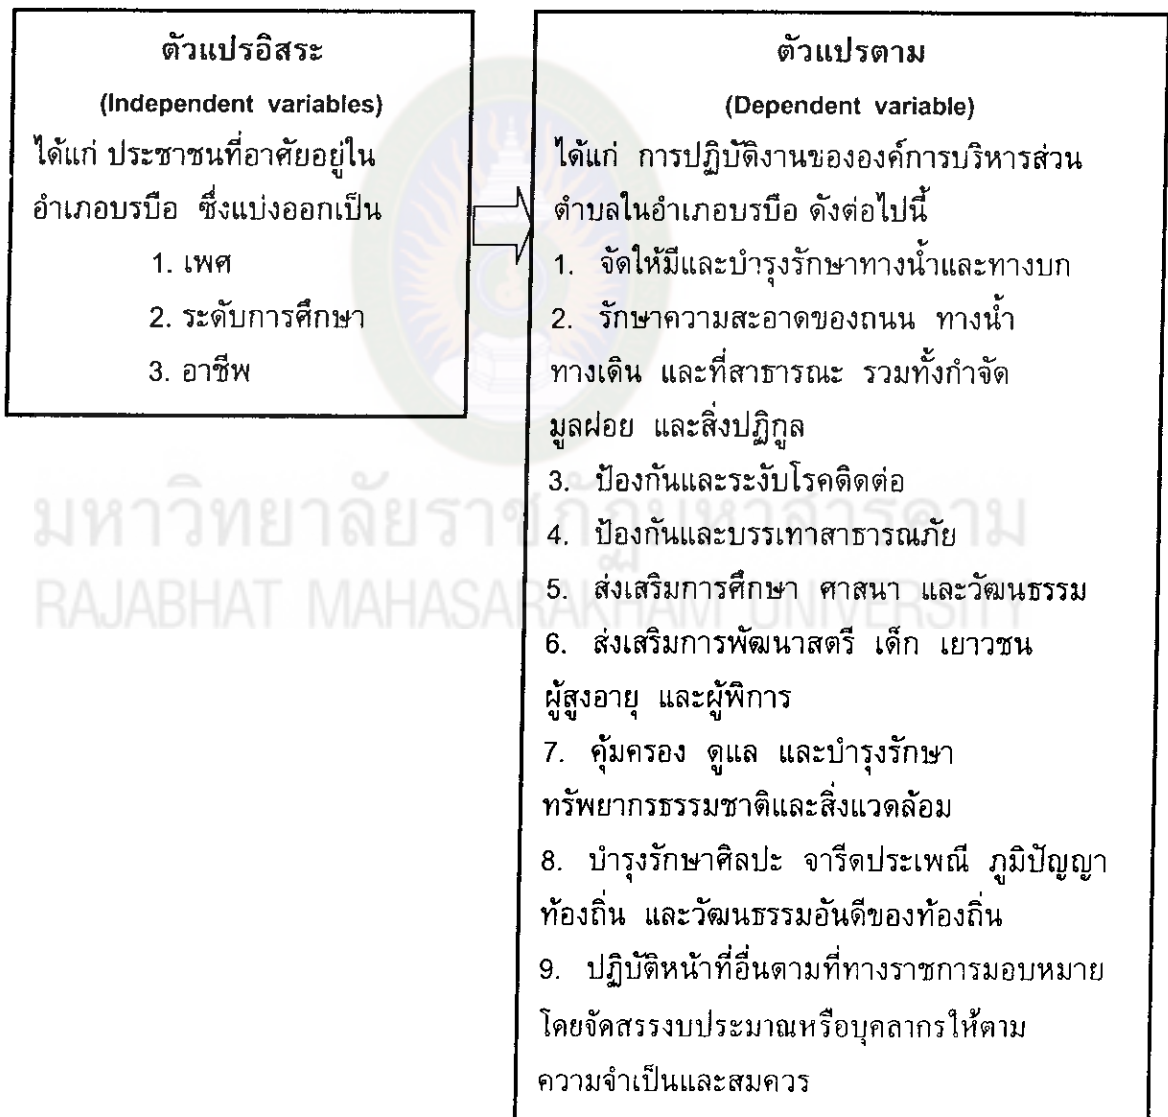 ตัวแปรอิสระ
(Independent variables)
ได้แก่ ประชาชนที่อาศัยอยู่ใน
อำเภอบรบือ ซึ่งแบ่งออกเป็น
1. เพศ
2. ระดับการศึกษา
3. อาชีพ
ตัวแปรตาม
(Dependent variable)
ได้แก่ การปฏิบัติงานขององค์การบริหารส่วน
ตำบลในอำเภอบรบือ ดังต่อไปนี้
1. จัดให้มีและบำรุงรักษาทางน้ำและทางบก
2. รักษาความสะอาดของถนน ทางน้ำ
ทางเดิน และที่สาธารณะ รวมทั้งกำจัด
มูลฝอย และสิ่งปฏิกูล
3. ป้องกันและระงับโรคติดต่อ
4. ป้องกันและบรรเทาสาธารณภัย
5. ส่งเสริมการศึกษา ศาสนา และวัฒนธรรม
6. ส่งเสริมการพัฒนาสตรี เด็ก เยาวชน
ผู้สูงอายุ และผู้พิการ
7. คุ้มครอง ดูแล และบำรุงรักษา
ทรัพยากรธรรมชาติและสิ่งแวดล้อม
8. บำรุงรักษาศิลปะ จารีตประเพณี ภูมิปัญญา
ท้องถิ่น และวัฒนธรรมอันดีของท้องถิ่น
9. ปฏิบัติหน้าที่อื่นตามที่ทางราชการมอบหมาย
โดยจัดสรรงบประมาณหรือบุคลากรให้ตาม
ความจำเป็นและสมควร
มหาวิทยาลัยราชภัฏมหาสารคาม
RAJABHAT MAHASARAKHAM UNIVERSITY